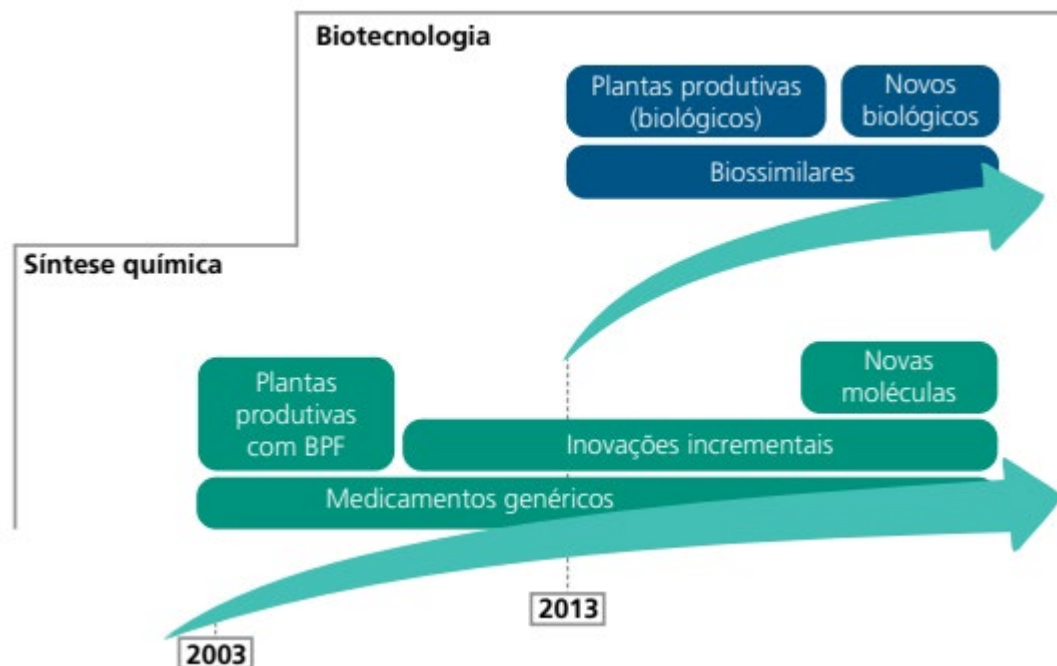 Biotecnologia
Plantas produtivas
(biológicos)
Novos
biológicos
Biossimilares
Síntese química
Plantas
produtivas
com BPF
Novas
moléculas
Inovações incrementais
Medicamentos genéricos
2013
2003